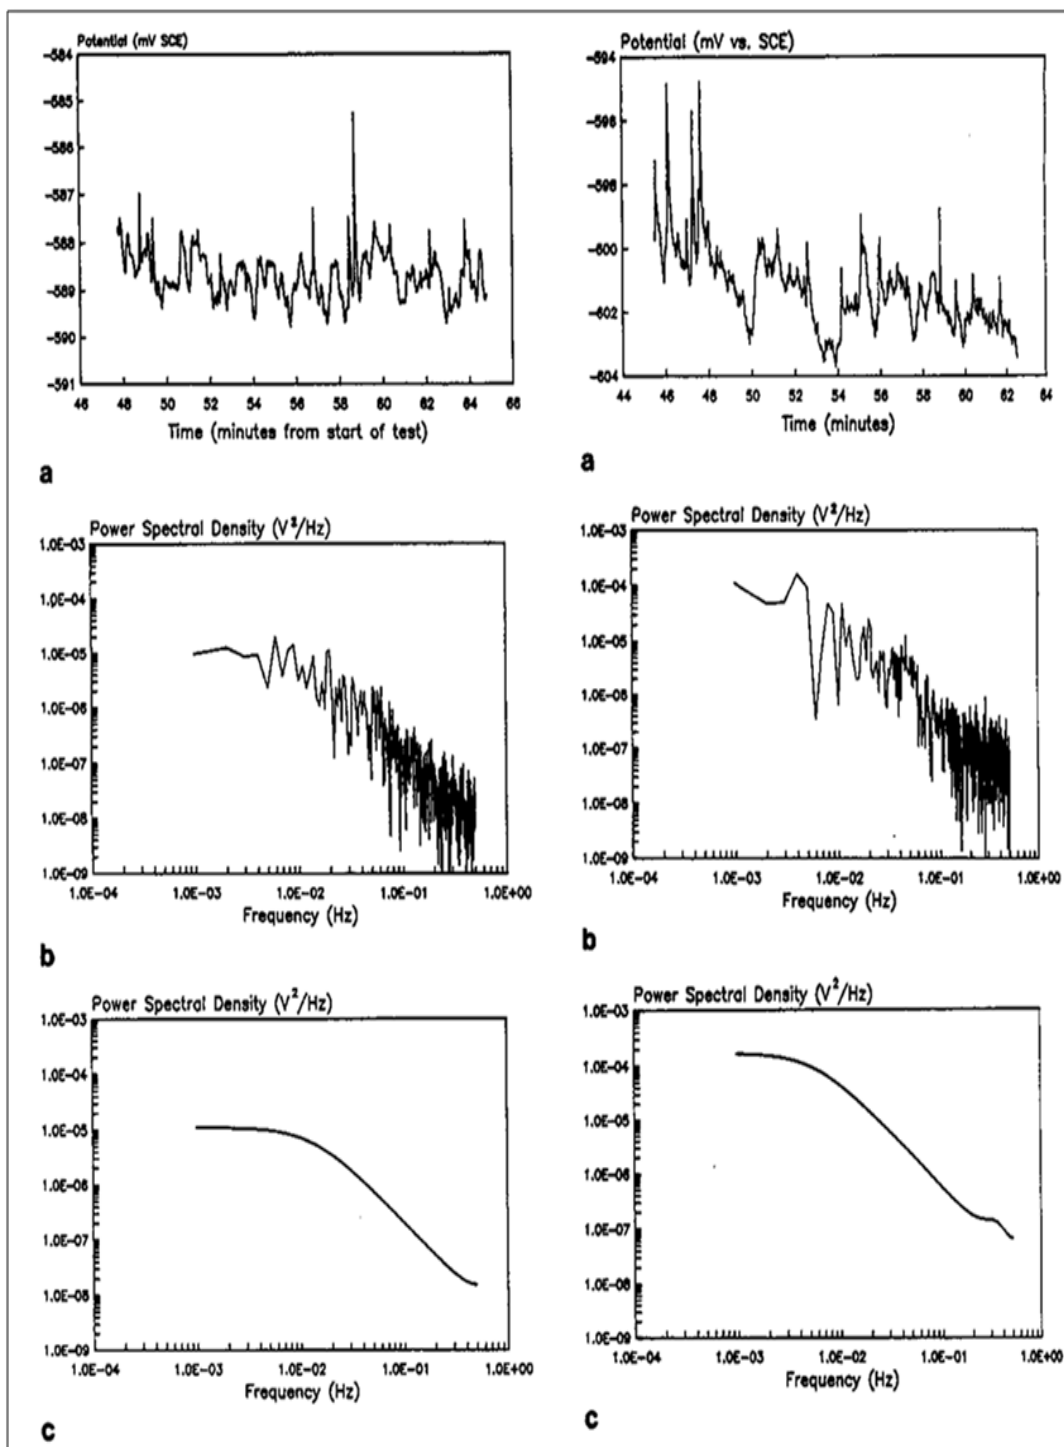 Potential (mV SCE)
-584
-585
-586
-587
-588
-589
-590
-591
46 48 50 52 54 56 58 60 62 64 66
Time (minutes from start of test)
a
Potential (mV vs. SCE)
-594
-596
-598
-600
-602
-604
44 46 48 50 52 54 56 58 60 62 64
Time (minutes)
a
Power Spectral Density (V²/Hz)
1.0E-03
1.0E-04
1.0E-05
1.0E-06
1.0E-07
1.0E-08
1.0E-09
1.0E-04 1.0E-03 1.0E-02 1.0E-01 1.0E+00
Frequency (Hz)
b
Power Spectral Density (V²/Hz)
1.0E-03
1.0E-04
1.0E-05
1.0E-06
1.0E-07
1.0E-08
1.0E-09
1.0E-04 1.0E-03 1.0E-02 1.0E-01 1.0E+00
Frequency (Hz)
b
Power Spectral Density (V²/Hz)
1.0E-03
1.0E-04
1.0E-05
1.0E-06
1.0E-07
1.0E-08
1.0E-09
1.0E-04 1.0E-03 1.0E-02 1.0E-01 1.0E+00
Frequency (Hz)
c
Power Spectral Density (V²/Hz)
1.0E-03
1.0E-04
1.0E-05
1.0E-06
1.0E-07
1.0E-08
1.0E-09
1.0E-04 1.0E-03 1.0E-02 1.0E-01 1.0E+00
Frequency (Hz)
c